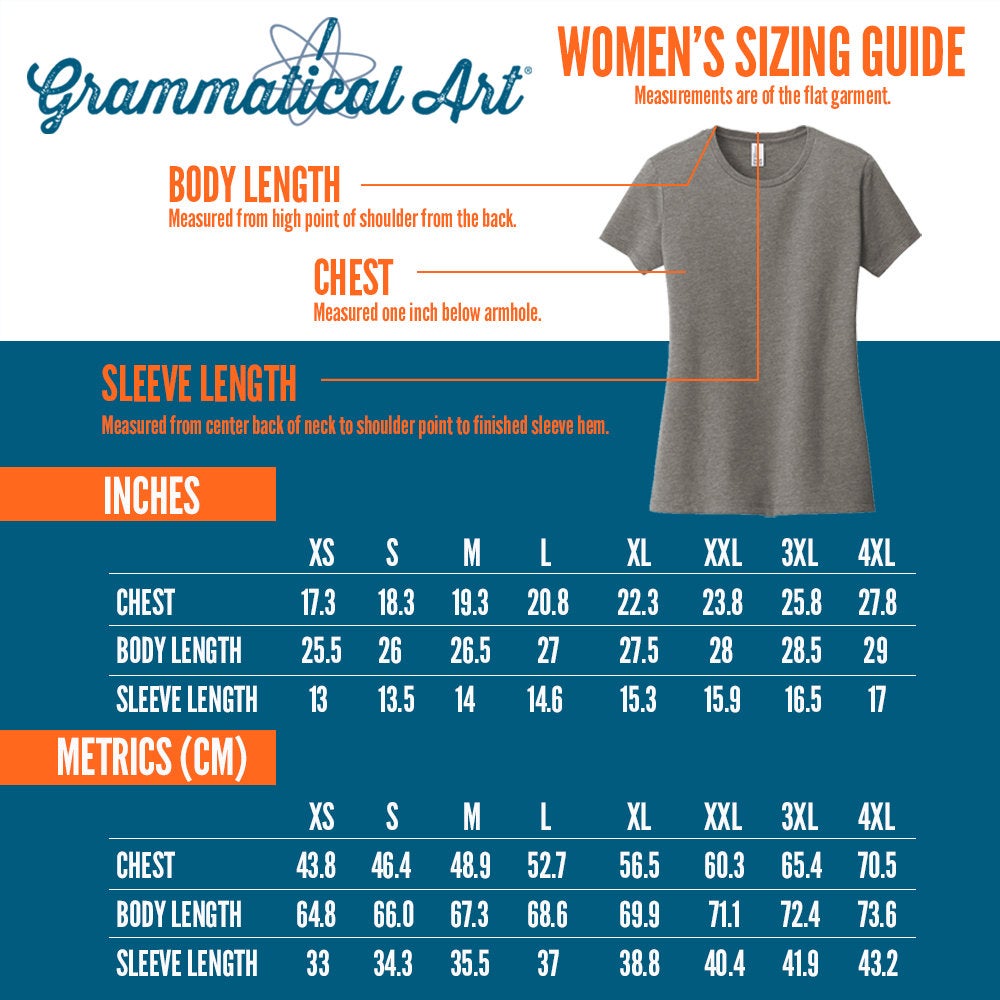 Grammatical Art®
WOMEN'S SIZING GUIDE
Measurements are of the flat garment.
BODY LENGTH
Measured from high point of shoulder from the back.
CHEST
Measured one inch below armhole.
SLEEVE LENGTH
Measured from center back of neck to shoulder point to finished sleeve hem.
INCHES
XS S M L XL XXL 3XL 4XL
CHEST 17.3 18.3 19.3 20.8 22.3 23.8 25.8 27.8
BODY LENGTH 25.5 26 26.5 27 27.5 28 28.5 29
SLEEVE LENGTH 13 13.5 14 14.6 15.3 15.9 16.5 17
METRICS (CM)
XS S M L XL XXL 3XL 4XL
CHEST 43.8 46.4 48.9 52.7 56.5 60.3 65.4 70.5
BODY LENGTH 64.8 66.0 67.3 68.6 69.9 71.1 72.4 73.6
SLEEVE LENGTH 33 34.3 35.5 37 38.8 40.4 41.9 43.2